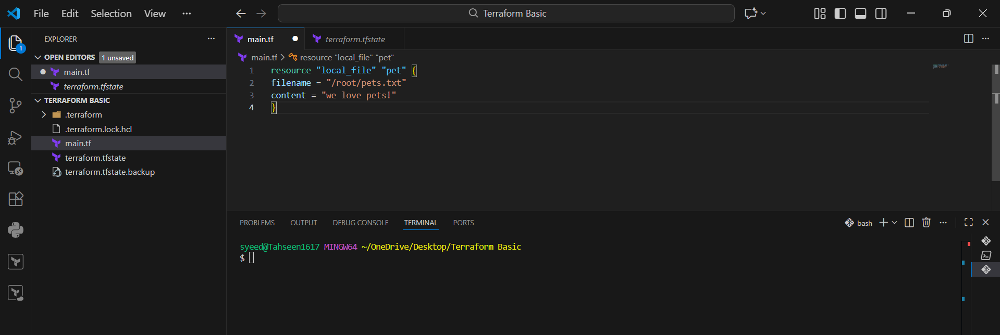 File Edit Selection View ···
Terraform Basic
EXPLORER ···
OPEN EDITORS 1 unsaved
main.tf
terraform.tfstate
TERRAFORM BASIC
.terraform
.terraform.lock.hcl
main.tf
terraform.tfstate
terraform.tfstate.backup
1
main.tf terraform.tfstate
main.tf > resource "local_file" "pet"
1 resource "local_file" "pet" {
2 filename = "/root/pets.txt"
3 content = "we love pets!"
4 }
PROBLEMS OUTPUT DEBUG CONSOLE TERMINAL PORTS
bash
syeed@Tahseen1617 MINGW64 ~/OneDrive/Desktop/Terraform Basic
$